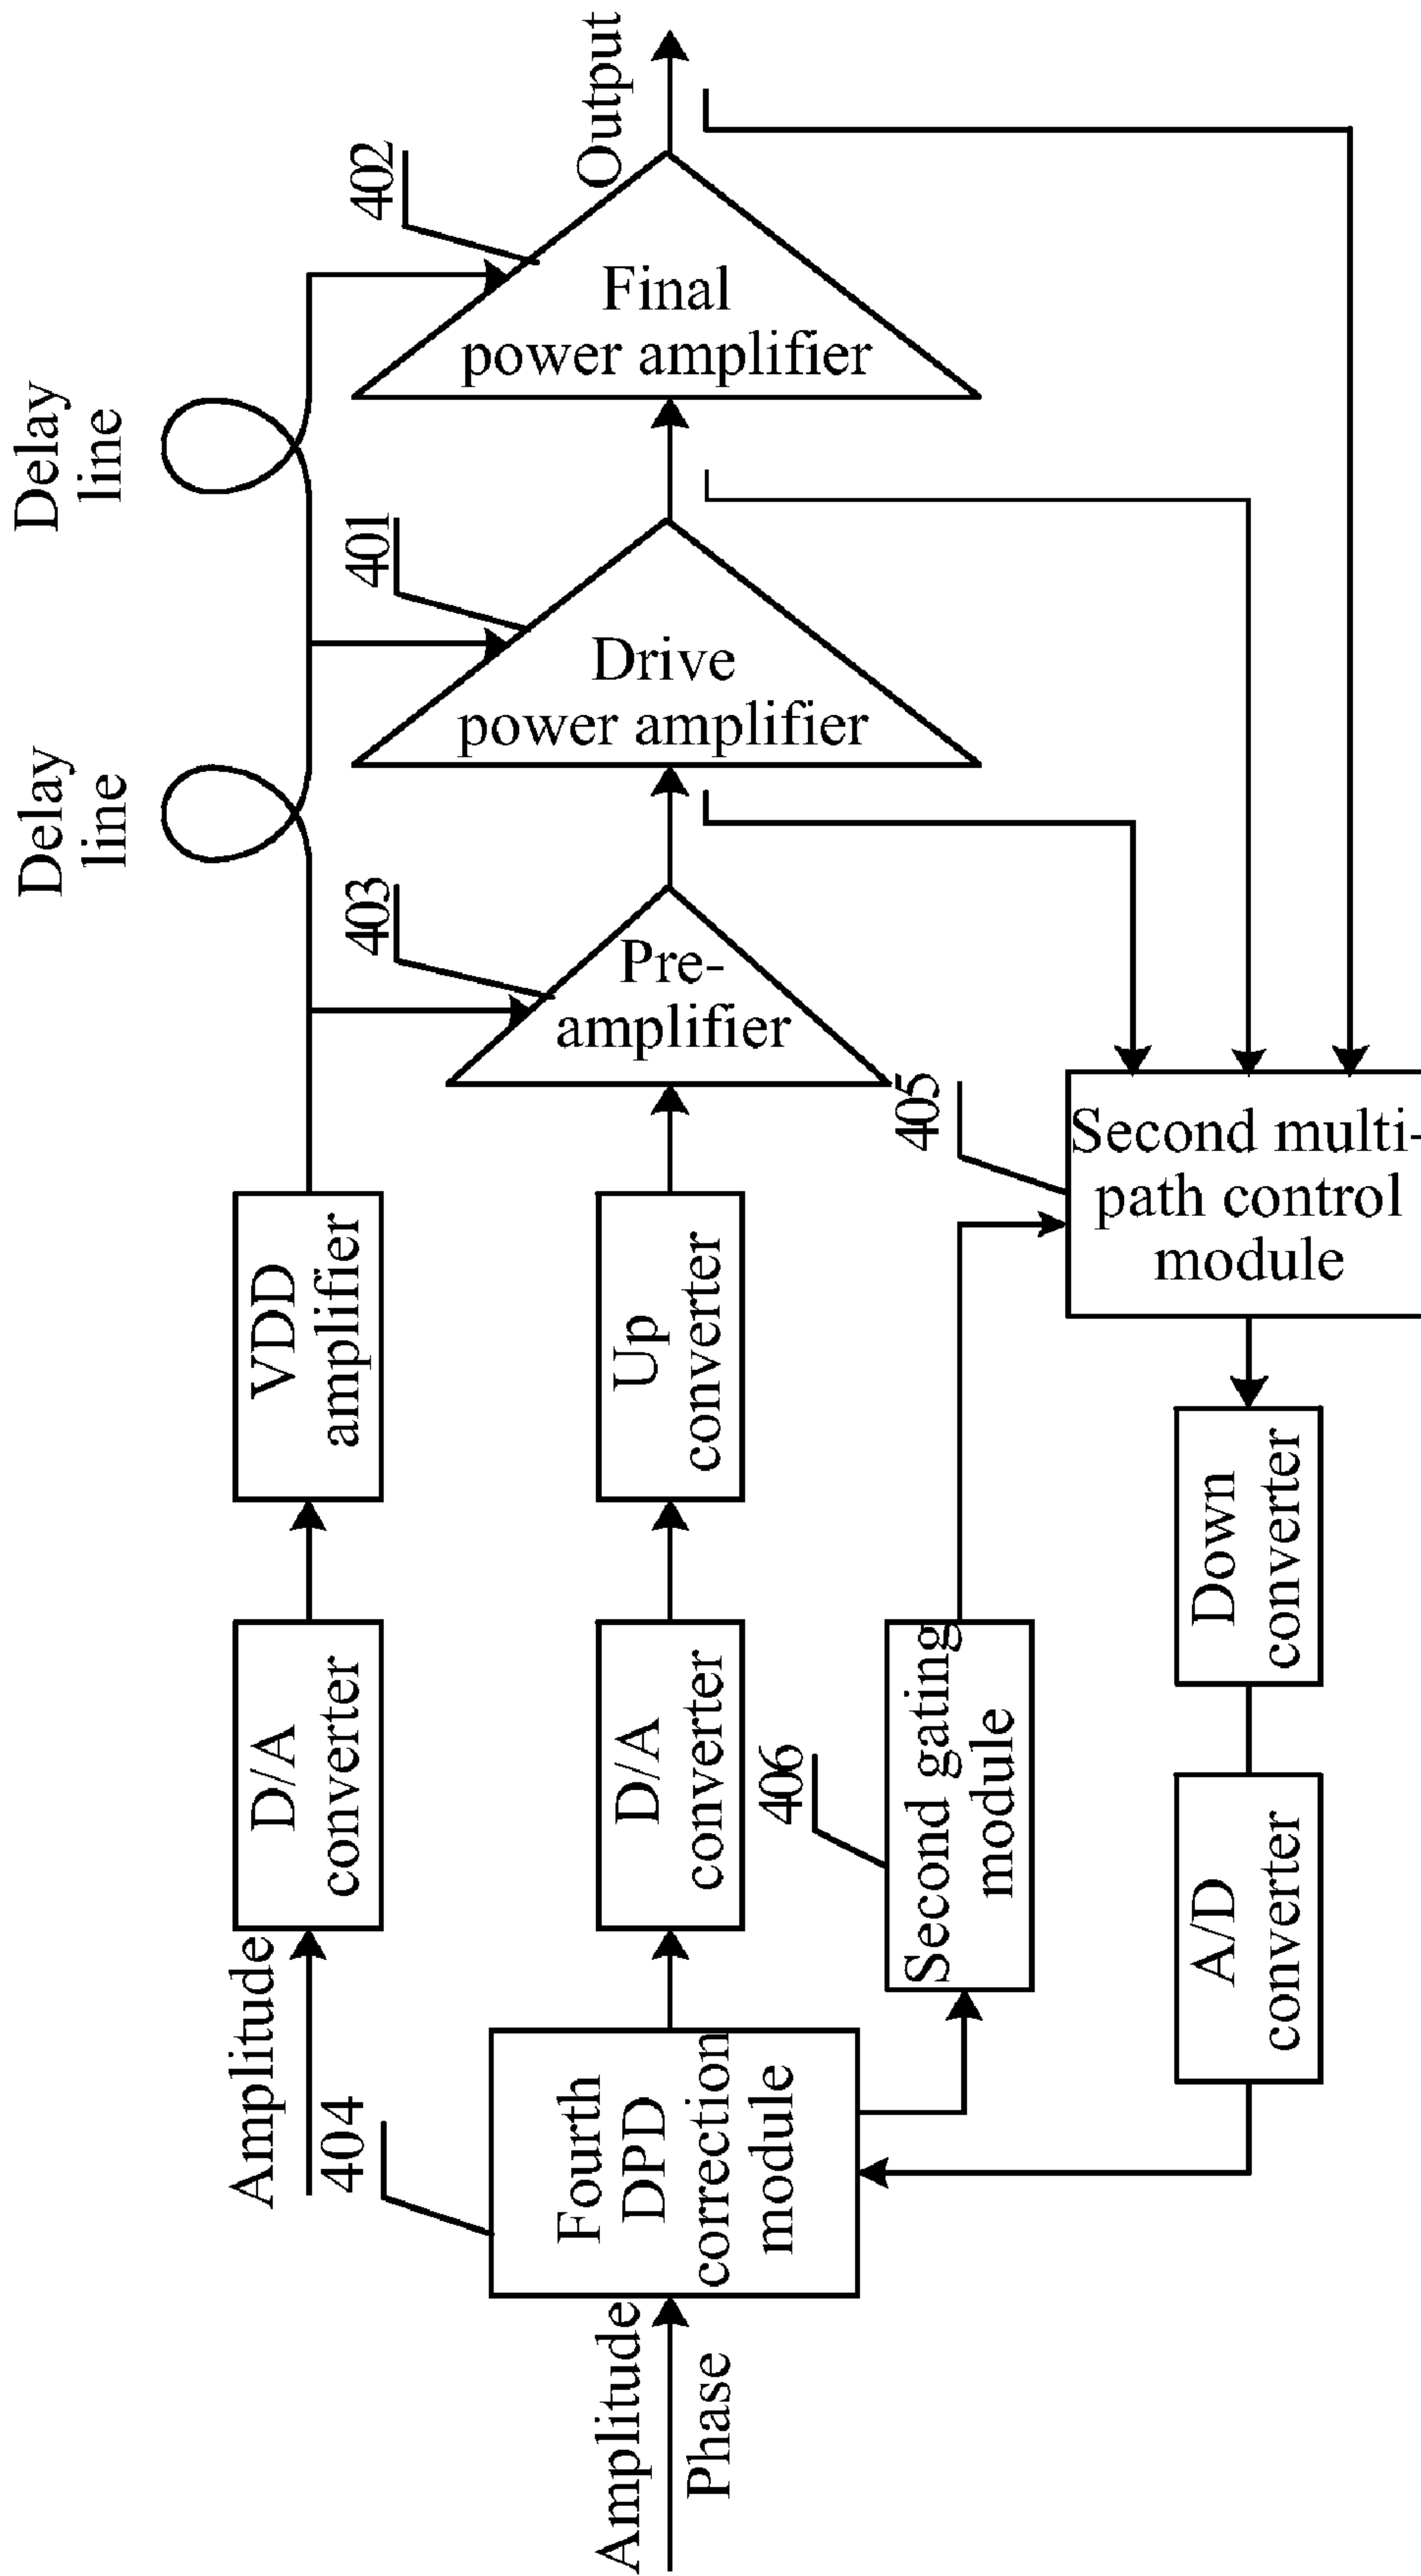 Delay
line
Delay
line
402
401
403
Output
Final
power amplifier
Drive
power amplifier
Pre-
amplifier
405
Second multi-
path control
module
VDD
amplifier
Up
converter
Down
converter
D/A
converter
D/A
converter
406
Second gating
module
A/D
converter
Amplitude
404
Fourth
DPD
correction
module
Amplitude
Phase